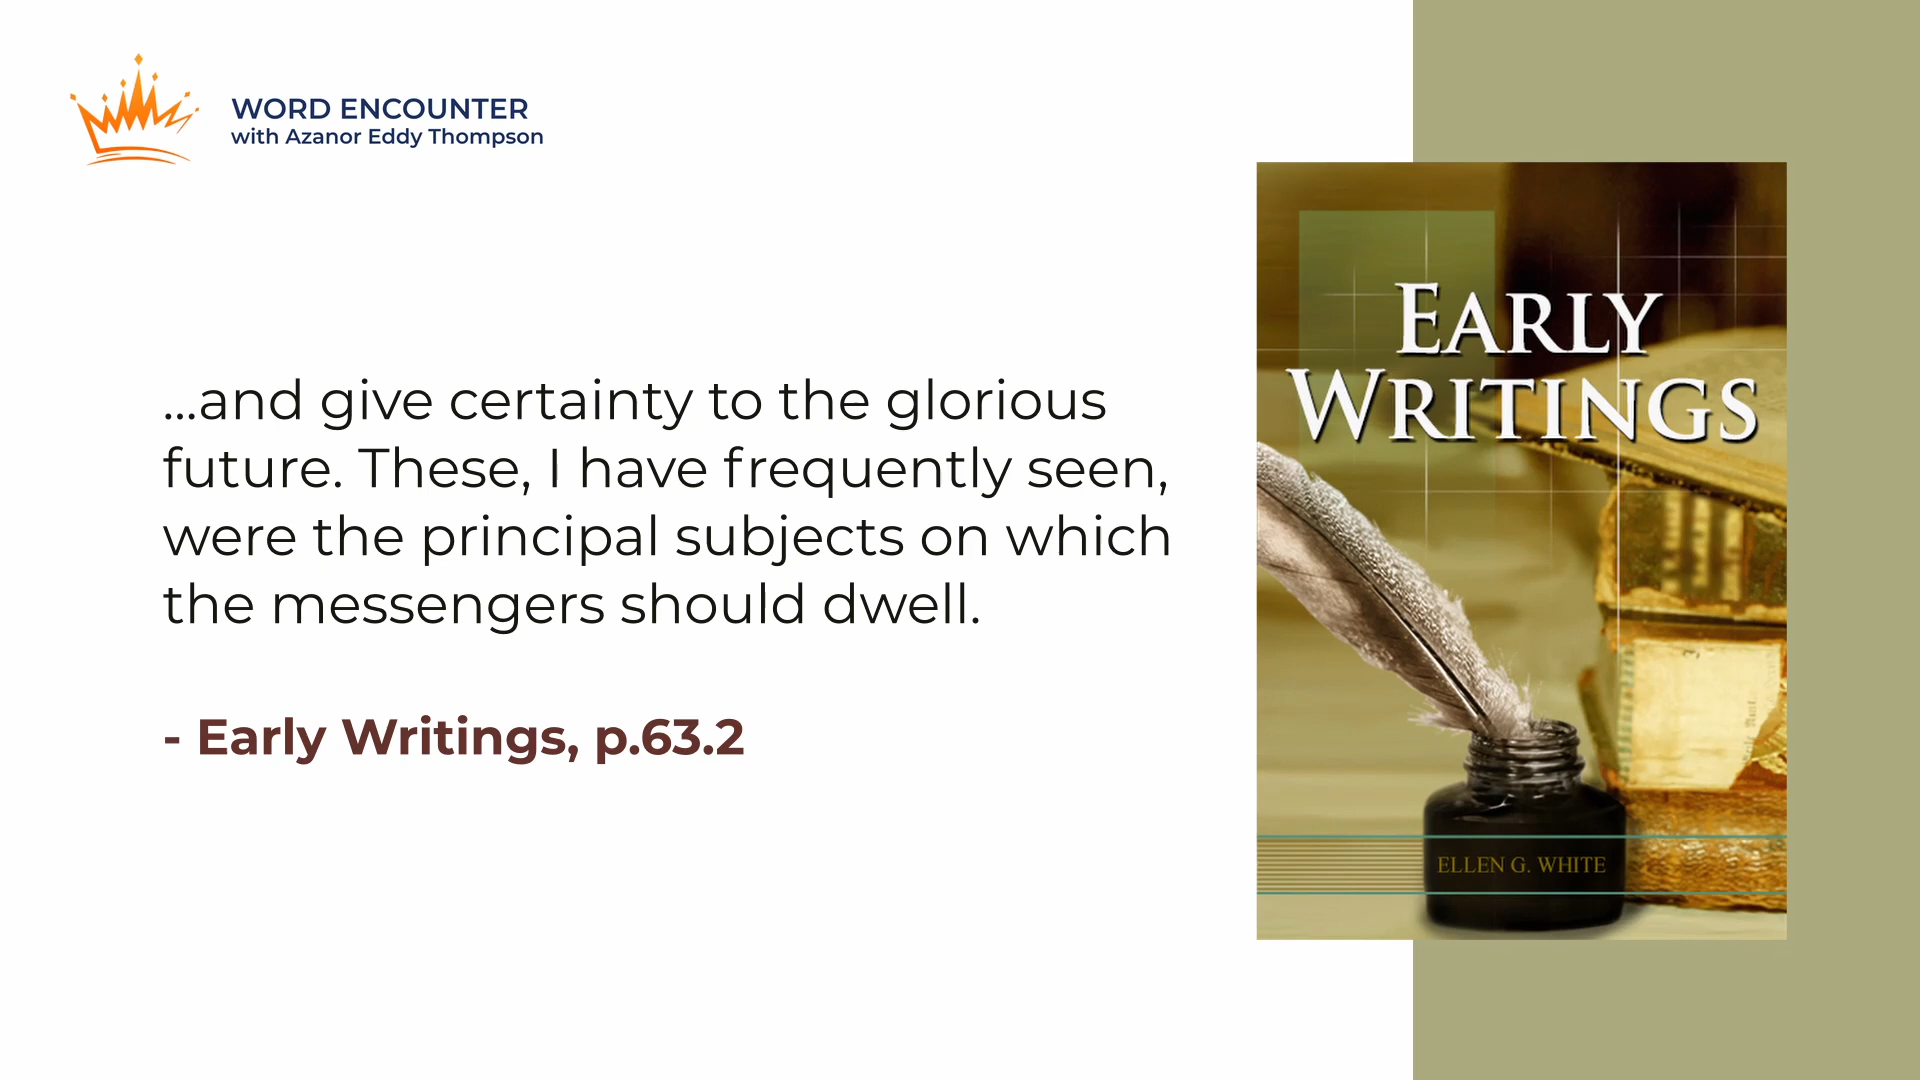 WORD ENCOUNTER
with Azanor Eddy Thompson
...and give certainty to the glorious
future. These, I have frequently seen,
were the principal subjects on which
the messengers should dwell.
- Early Writings, p.63.2
EARLY
WRITINGS
ELLEN G. WHITE